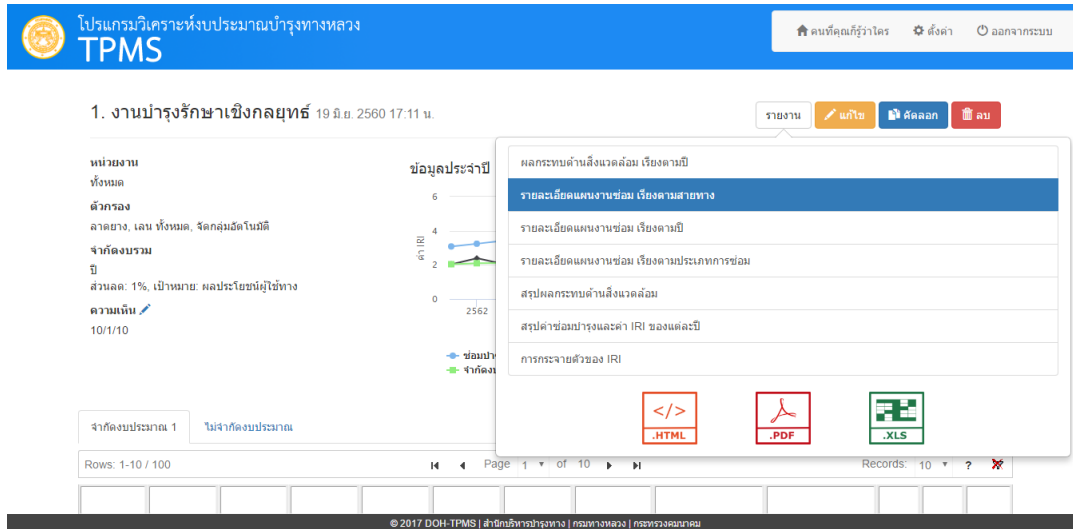 โปรแกรมวิเคราะห์งบประมาณบำรุงทางหลวง
TPMS
คนที่คุณก็รู้ว่าใคร ตั้งค่า ออกจากระบบ
1. งานบำรุงรักษาเชิงกลยุทธ์ 19 มิ.ย. 2560 17:11 น.
รายงาน แก้ไข คัดลอก ลบ
หน่วยงาน
ทั้งหมด
ตัวกรอง
ลาดยาง, เลน ทั้งหมด, จัดกลุ่มอัตโนมัติ
จำกัดงบรวม
ปี
ส่วนลด: 1%, เป้าหมาย: ผลประโยชน์ผู้ใช้ทาง
ความเห็น
10/1/10
ข้อมูลประจำปี
ค่า IRI
6
4
2
0
2562
ซ่อมบำ
จำกัดงบ
ผลกระทบด้านสิ่งแวดล้อม เรียงตามปี
รายละเอียดแผนงานซ่อม เรียงตามสายทาง
รายละเอียดแผนงานซ่อม เรียงตามปี
รายละเอียดแผนงานซ่อม เรียงตามประเภทการซ่อม
สรุปผลกระทบด้านสิ่งแวดล้อม
สรุปค่าซ่อมบำรุงและค่า IRI ของแต่ละปี
การกระจายตัวของ IRI
</>
.HTML .PDF .XLS
จำกัดงบประมาณ 1 ไม่จำกัดงบประมาณ
Rows: 1-10 / 100 Page 1 of 10 Records: 10 ?
© 2017 DOH-TPMS | สำนักบริหารบำรุงทาง | กรมทางหลวง | กระทรวงคมนาคม